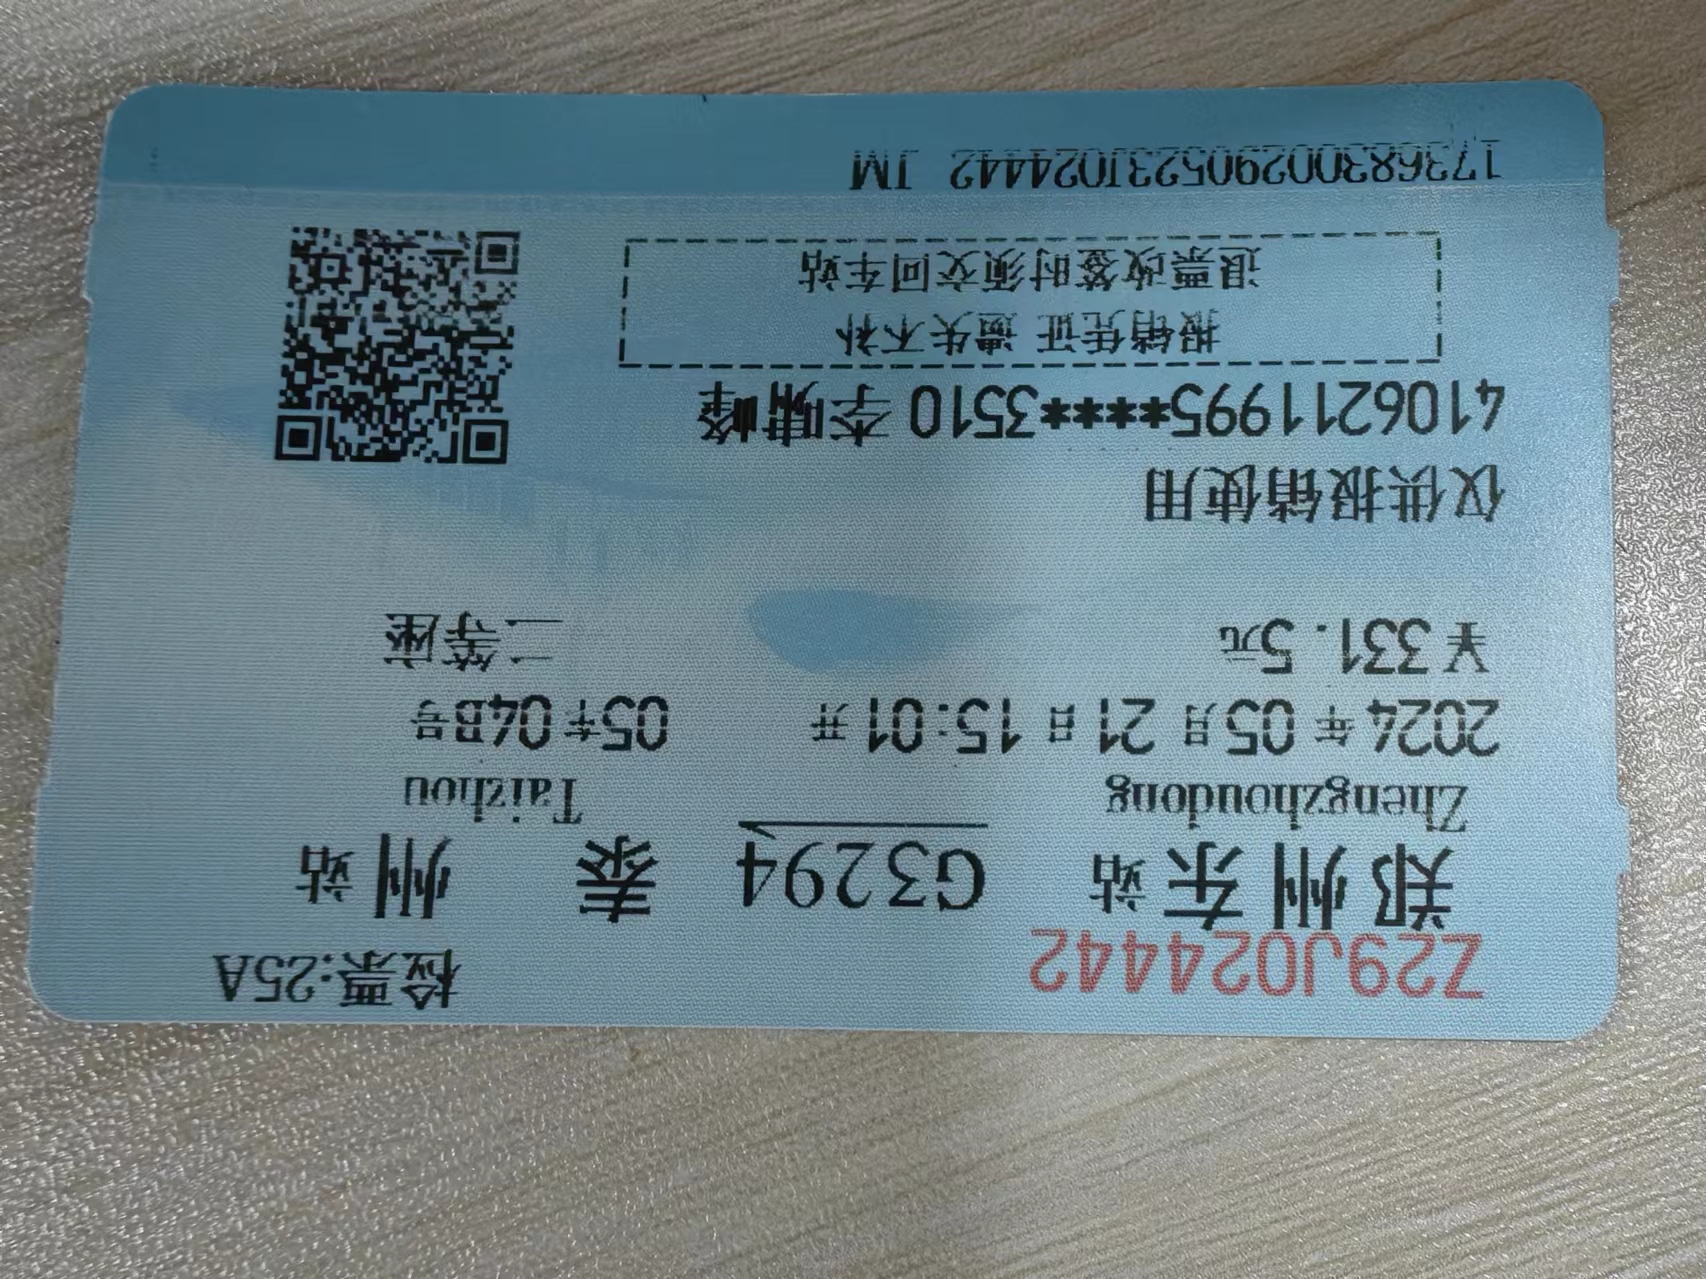 Z29J024442 检票:25A
郑州东站 G3294 泰州站
Zhengzhoudong Taizhou
2024年05月21日15:01开 05车04B号
￥331.5元 二等座
仅供报销使用
4106211995****3510 李啸峰
报销凭证 遗失不补
退票改签时须交回车站
17368300290523J024442 JM